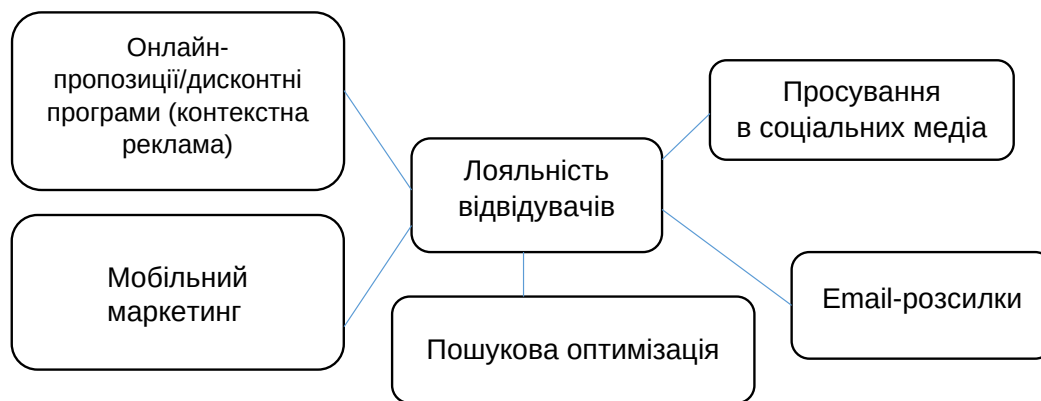 Онлайн-
пропозиції/дисконтні
програми (контекстна
реклама)
Просування
в соціальних медіа
Лояльність
відвідувачів
Мобільний
маркетинг
Email-розсилки
Пошукова оптимізація